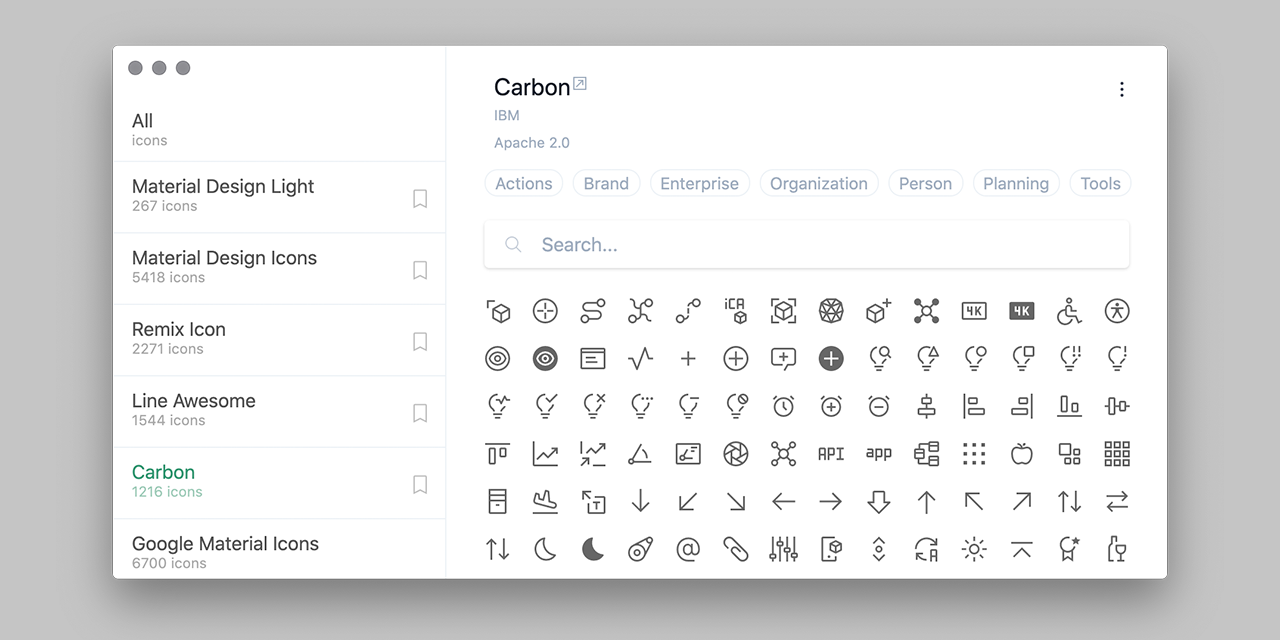 All
icons
Material Design Light
267 icons
Material Design Icons
5418 icons
Remix Icon
2271 icons
Line Awesome
1544 icons
Carbon
1216 icons
Google Material Icons
6700 icons
Carbon
IBM
Apache 2.0
Actions Brand Enterprise Organization Person Planning Tools
Search...
iCA 4K 4K
API app
T
@
A